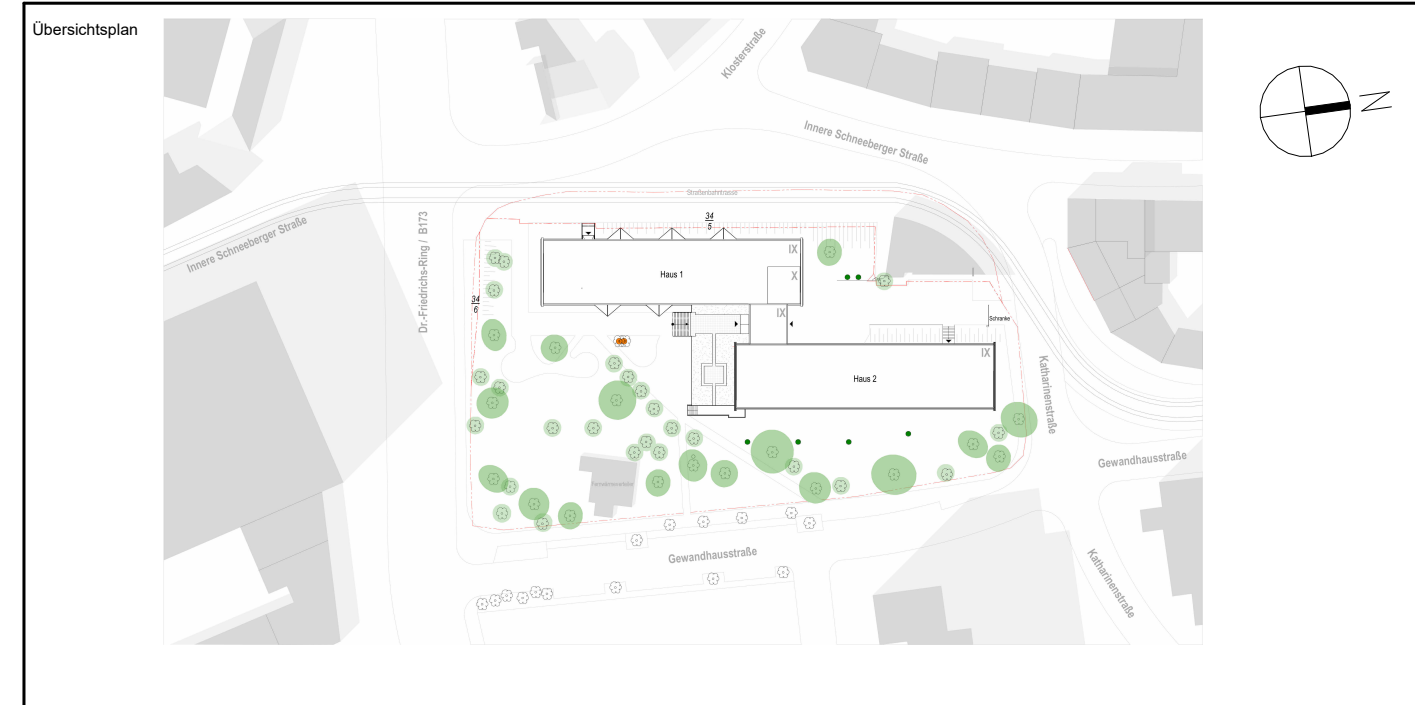 Übersichtsplan
Klosterstraße
N
Innere Schneeberger Straße
Straßenbahntrasse
34
5
Innere Schneeberger Straße
Dr.-Friedrichs-Ring / B173
IX
Haus 1
X
34
6
IX
Schranke
IX
Haus 2
Katharinenstraße
Gewandhausstraße
Gewandhausstraße
Katharinenstraße